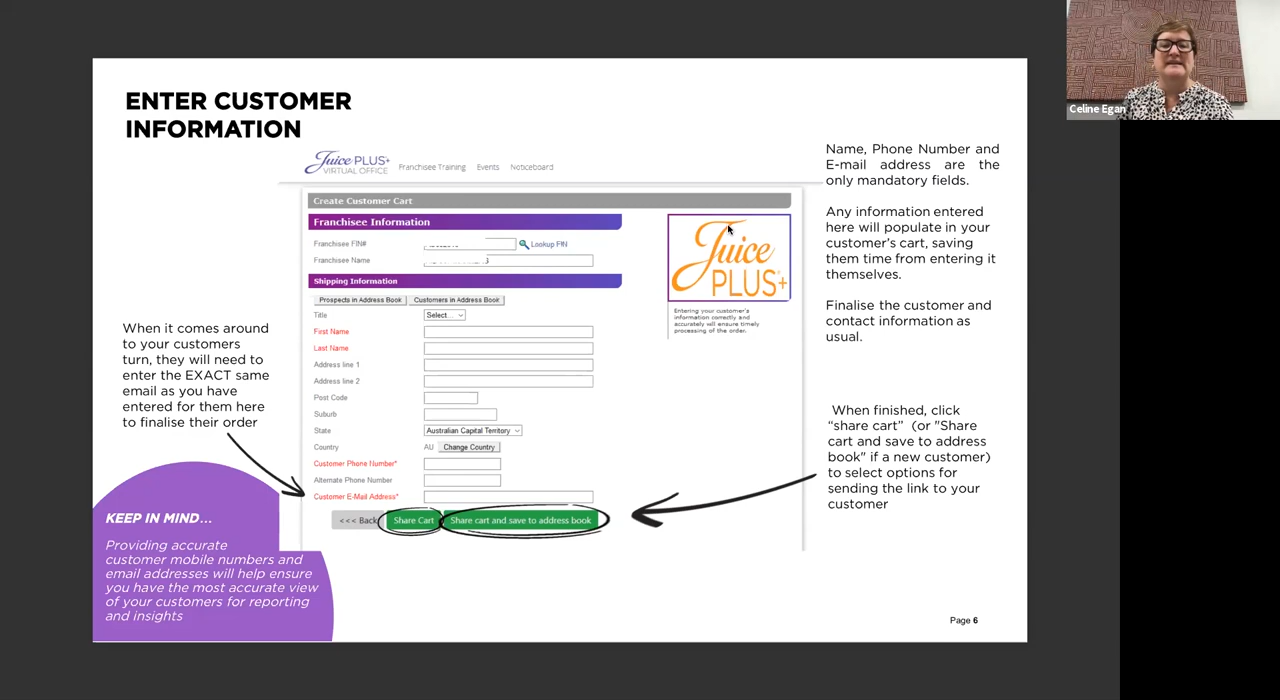 Celine Egan
ENTER CUSTOMER
INFORMATION
Juice PLUS+
VIRTUAL OFFICE
Franchisee Training Events Noticeboard
Create Customer Cart
Franchisee Information
Franchisee FIN#
Lookup FIN
Franchisee Name
Shipping Information
Prospects in Address Book Customers in Address Book
Title Select...
First Name
Last Name
Address line 1
Address line 2
Post Code
Suburb
State Australian Capital Territory
Country AU Change Country
Customer Phone Number*
Alternate Phone Number
Customer E-Mail Address*
<<< Back Share Cart Share cart and save to address book
Juice
PLUS+
Entering your customer's
information correctly and
accurately will ensure timely
processing of the order.
Name, Phone Number and
E-mail address are the
only mandatory fields.
Any information entered
here will populate in your
customer's cart, saving
them time from entering it
themselves.
Finalise the customer and
contact information as
usual.
When it comes around
to your customers
turn, they will need to
enter the EXACT same
email as you have
entered for them here
to finalise their order
When finished, click
“share cart” (or "Share
cart and save to address
book" if a new customer)
to select options for
sending the link to your
customer
KEEP IN MIND...
Providing accurate
customer mobile numbers and
email addresses will help ensure
you have the most accurate view
of your customers for reporting
and insights
Page 6